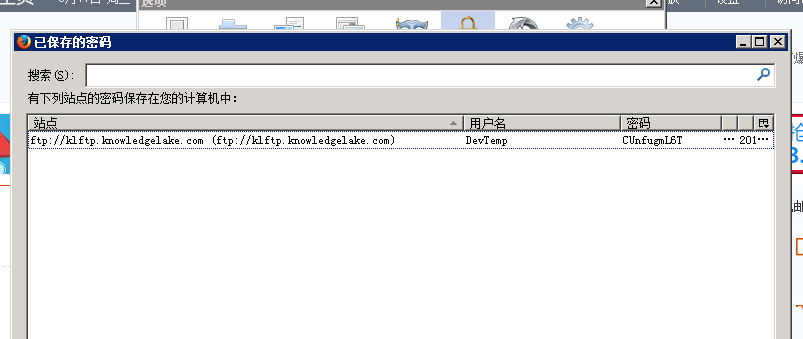 选项
已保存的密码
搜索(S):
有下列站点的密码保存在您的计算机中:
站点 用户名 密码
ftp://klftp.knowledgelake.com (ftp://klftp.knowledgelake.com) DevTemp CUnfugmL6T ... 201...